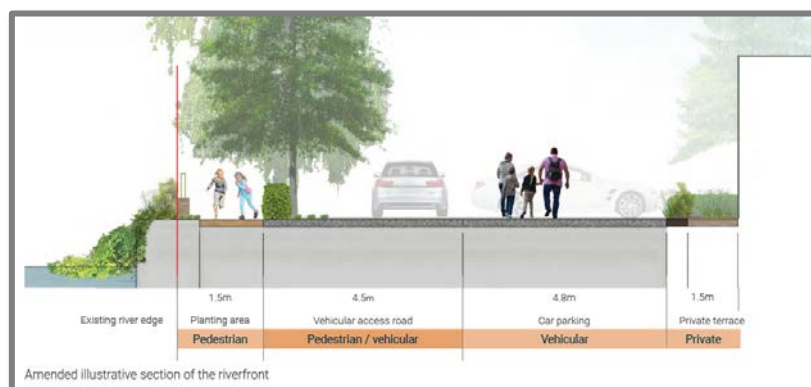 1.5m 4.5m 4.8m 1.5m
Existing river edge Planting area Vehicular access road Car parking Private terrace
Pedestrian Pedestrian / vehicular Vehicular Private
Amended illustrative section of the riverfront